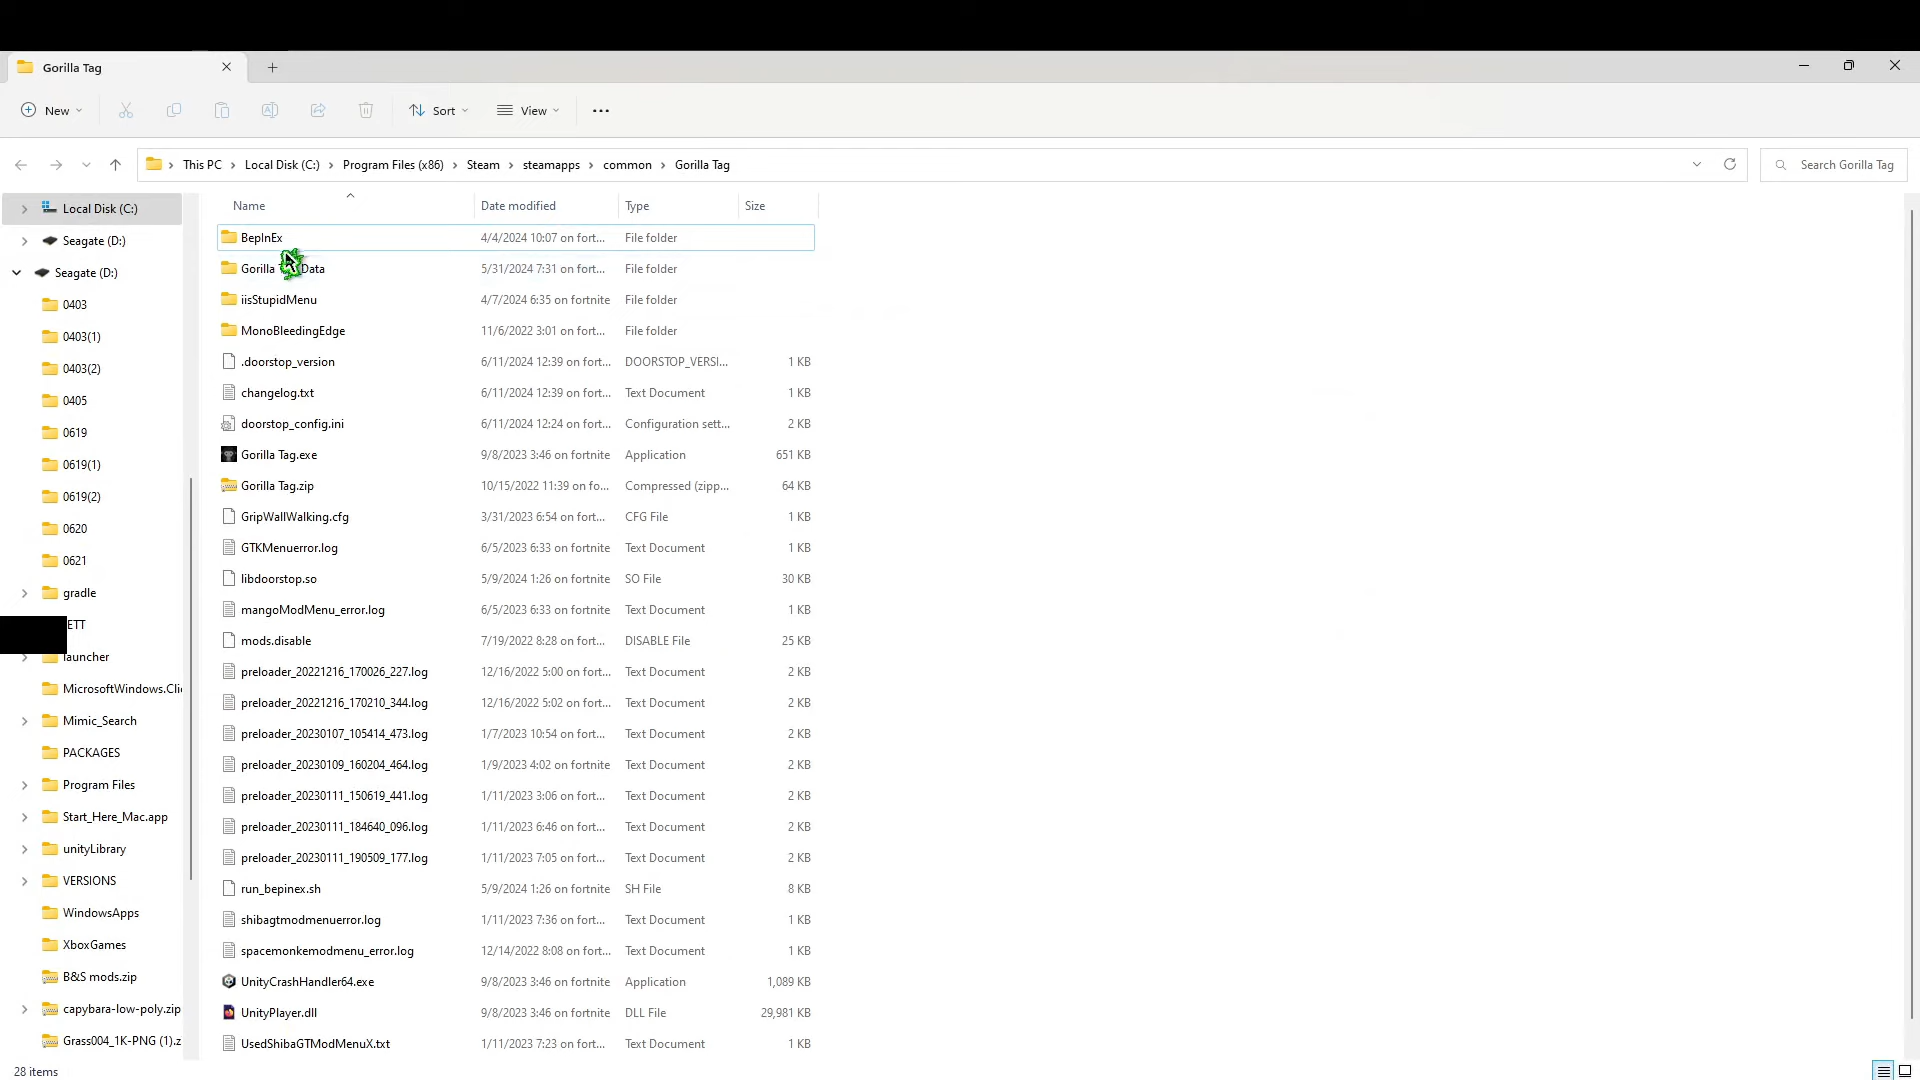 Gorilla Tag
New
Sort
View
This PC > Local Disk (C:) > Program Files (x86) > Steam > steamapps > common > Gorilla Tag
Search Gorilla Tag
Local Disk (C:)
Seagate (D:)
Seagate (D:)
0403
0403(1)
0403(2)
0405
0619
0619(1)
0619(2)
0620
0621
gradle
ETT
launcher
MicrosoftWindows.Clie
Mimic_Search
PACKAGES
Program Files
Start_Here_Mac.app
unityLibrary
VERSIONS
WindowsApps
XboxGames
B&S mods.zip
capybara-low-poly.zip
Grass004_1K-PNG (1).z
Name Date modified Type Size
BepInEx 4/4/2024 10:07 on fort... File folder
Gorilla Data 5/31/2024 7:31 on fort... File folder
iisStupidMenu 4/7/2024 6:35 on fortnite File folder
MonoBleedingEdge 11/6/2022 3:01 on fort... File folder
.doorstop_version 6/11/2024 12:39 on fort... DOORSTOP_VERSI... 1 KB
changelog.txt 6/11/2024 12:39 on fort... Text Document 1 KB
doorstop_config.ini 6/11/2024 12:24 on fort... Configuration sett... 2 KB
Gorilla Tag.exe 9/8/2023 3:46 on fortnite Application 651 KB
Gorilla Tag.zip 10/15/2022 11:39 on fo... Compressed (zipp... 64 KB
GripWallWalking.cfg 3/31/2023 6:54 on fort... CFG File 1 KB
GTKMenuerror.log 6/5/2023 6:33 on fortnite Text Document 1 KB
libdoorstop.so 5/9/2024 1:26 on fortnite SO File 30 KB
mangoModMenu_error.log 6/5/2023 6:33 on fortnite Text Document 1 KB
mods.disable 7/19/2022 8:28 on fort... DISABLE File 25 KB
preloader_20221216_170026_227.log 12/16/2022 5:00 on fort... Text Document 2 KB
preloader_20221216_170210_344.log 12/16/2022 5:02 on fort... Text Document 2 KB
preloader_20230107_105414_473.log 1/7/2023 10:54 on fort... Text Document 2 KB
preloader_20230109_160204_464.log 1/9/2023 4:02 on fortnite Text Document 2 KB
preloader_20230111_150619_441.log 1/11/2023 3:06 on fort... Text Document 2 KB
preloader_20230111_184640_096.log 1/11/2023 6:46 on fort... Text Document 2 KB
preloader_20230111_190509_177.log 1/11/2023 7:05 on fort... Text Document 2 KB
run_bepinex.sh 5/9/2024 1:26 on fortnite SH File 8 KB
shibagtmodmenuerror.log 1/11/2023 7:36 on fort... Text Document 1 KB
spacemonkemodmenu_error.log 12/14/2022 8:08 on fort... Text Document 1 KB
UnityCrashHandler64.exe 9/8/2023 3:46 on fortnite Application 1,089 KB
UnityPlayer.dll 9/8/2023 3:46 on fortnite DLL File 29,981 KB
UsedShibaGTModMenuX.txt 1/11/2023 7:23 on fort... Text Document 1 KB
28 items